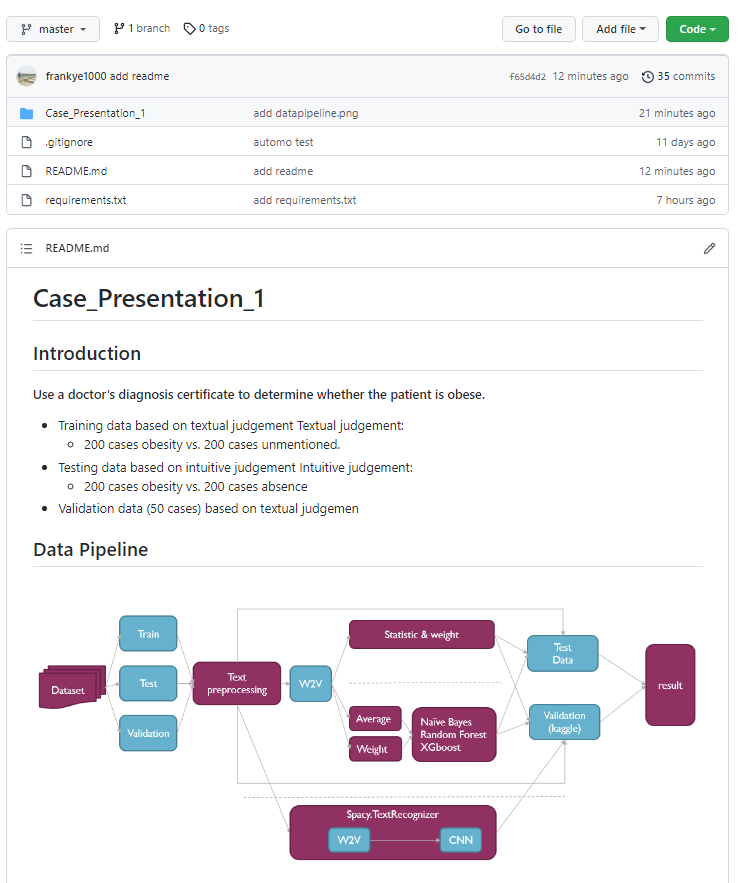 master
1 branch
0 tags
Go to file
Add file
Code
frankye1000 add readme
f65d4d2 12 minutes ago
35 commits
Case_Presentation_1 add datapipeline.png 21 minutes ago
.gitignore automo test 11 days ago
README.md add readme 12 minutes ago
requirements.txt add requirements.txt 7 hours ago
README.md
Case_Presentation_1
Introduction
Use a doctor's diagnosis certificate to determine whether the patient is obese.
Training data based on textual judgement Textual judgement:
200 cases obesity vs. 200 cases unmentioned.
Testing data based on intuitive judgement Intuitive judgement:
200 cases obesity vs. 200 cases absence
Validation data (50 cases) based on textual judgemen
Data Pipeline
Dataset
Train
Test
Validation
Text
preprocessing
W2V
Statistic & weight
Average
Weight
Naïve Bayes
Random Forest
XGboost
Test
Data
Validation
(kaggle)
result
Spacy.TextRecognizer
W2V
CNN